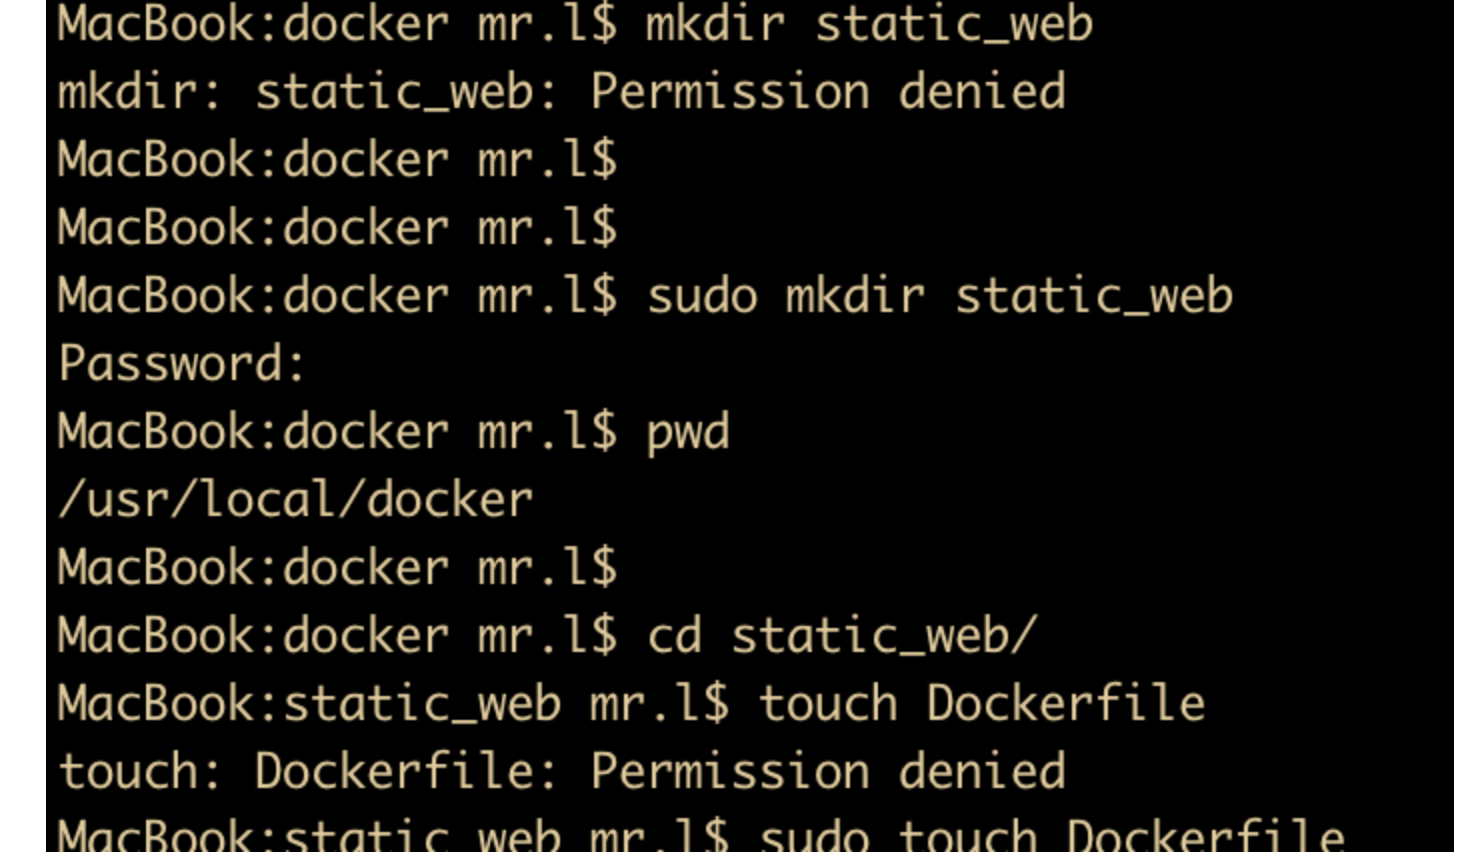 MacBook:docker mr.l$ mkdir static_web
mkdir: static_web: Permission denied
MacBook:docker mr.l$
MacBook:docker mr.l$
MacBook:docker mr.l$ sudo mkdir static_web
Password:
MacBook:docker mr.l$ pwd
/usr/local/docker
MacBook:docker mr.l$
MacBook:docker mr.l$ cd static_web/
MacBook:static_web mr.l$ touch Dockerfile
touch: Dockerfile: Permission denied
MacBook:static_web mr.l$ sudo touch Dockerfile